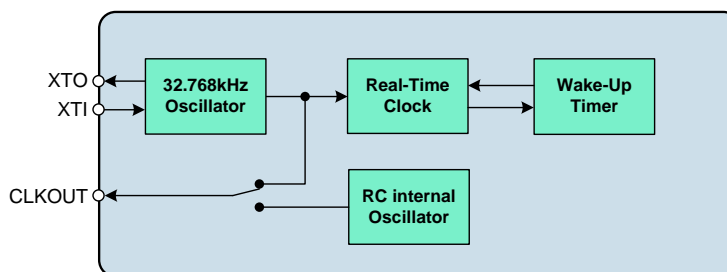 XTO
XTI
CLKOUT
32.768kHz
Oscillator
Real-Time
Clock
Wake-Up
Timer
RC internal
Oscillator